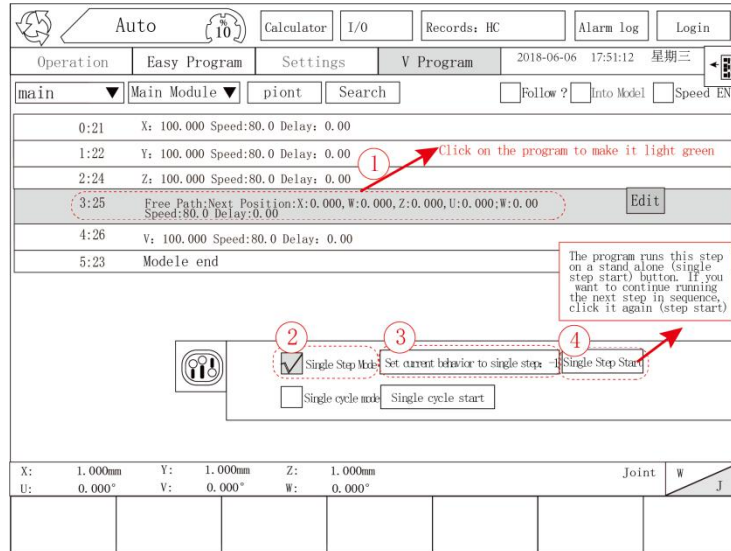 Auto
%
10
Calculator
I/0
Records: HC
Alarm log
Login
Operation
Easy Program
Settings
V Program
2018-06-06 17:51:12 星期三
main
Main Module
piont
Search
Follow ?
Into Model
Speed EN
0:21 X: 100.000 Speed:80.0 Delay: 0.00
1:22 Y: 100.000 Speed:80.0 Delay: 0.00
1
Click on the program to make it light green
2:24 Z: 100.000 Speed:80.0 Delay: 0.00
3:25 Free Path:Next Position:X:0.000,W:0.000,Z:0.000,U:0.000;W:0.00
Speed:80.0 Delay:0.00
Edit
4:26 V: 100.000 Speed:80.0 Delay: 0.00
5:23 Modele end
The program runs this step
on a stand alone (single
step start) button. If you
want to continue running
the next step in sequence,
click it again (step start)
2
3
4
Single Step Mode
Set current behavior to single step: -1
Single Step Start
Single cycle mode
Single cycle start
X: 1.000mm Y: 1.000mm Z: 1.000mm
Joint
W
J
U: 0.000° V: 0.000° W: 0.000°